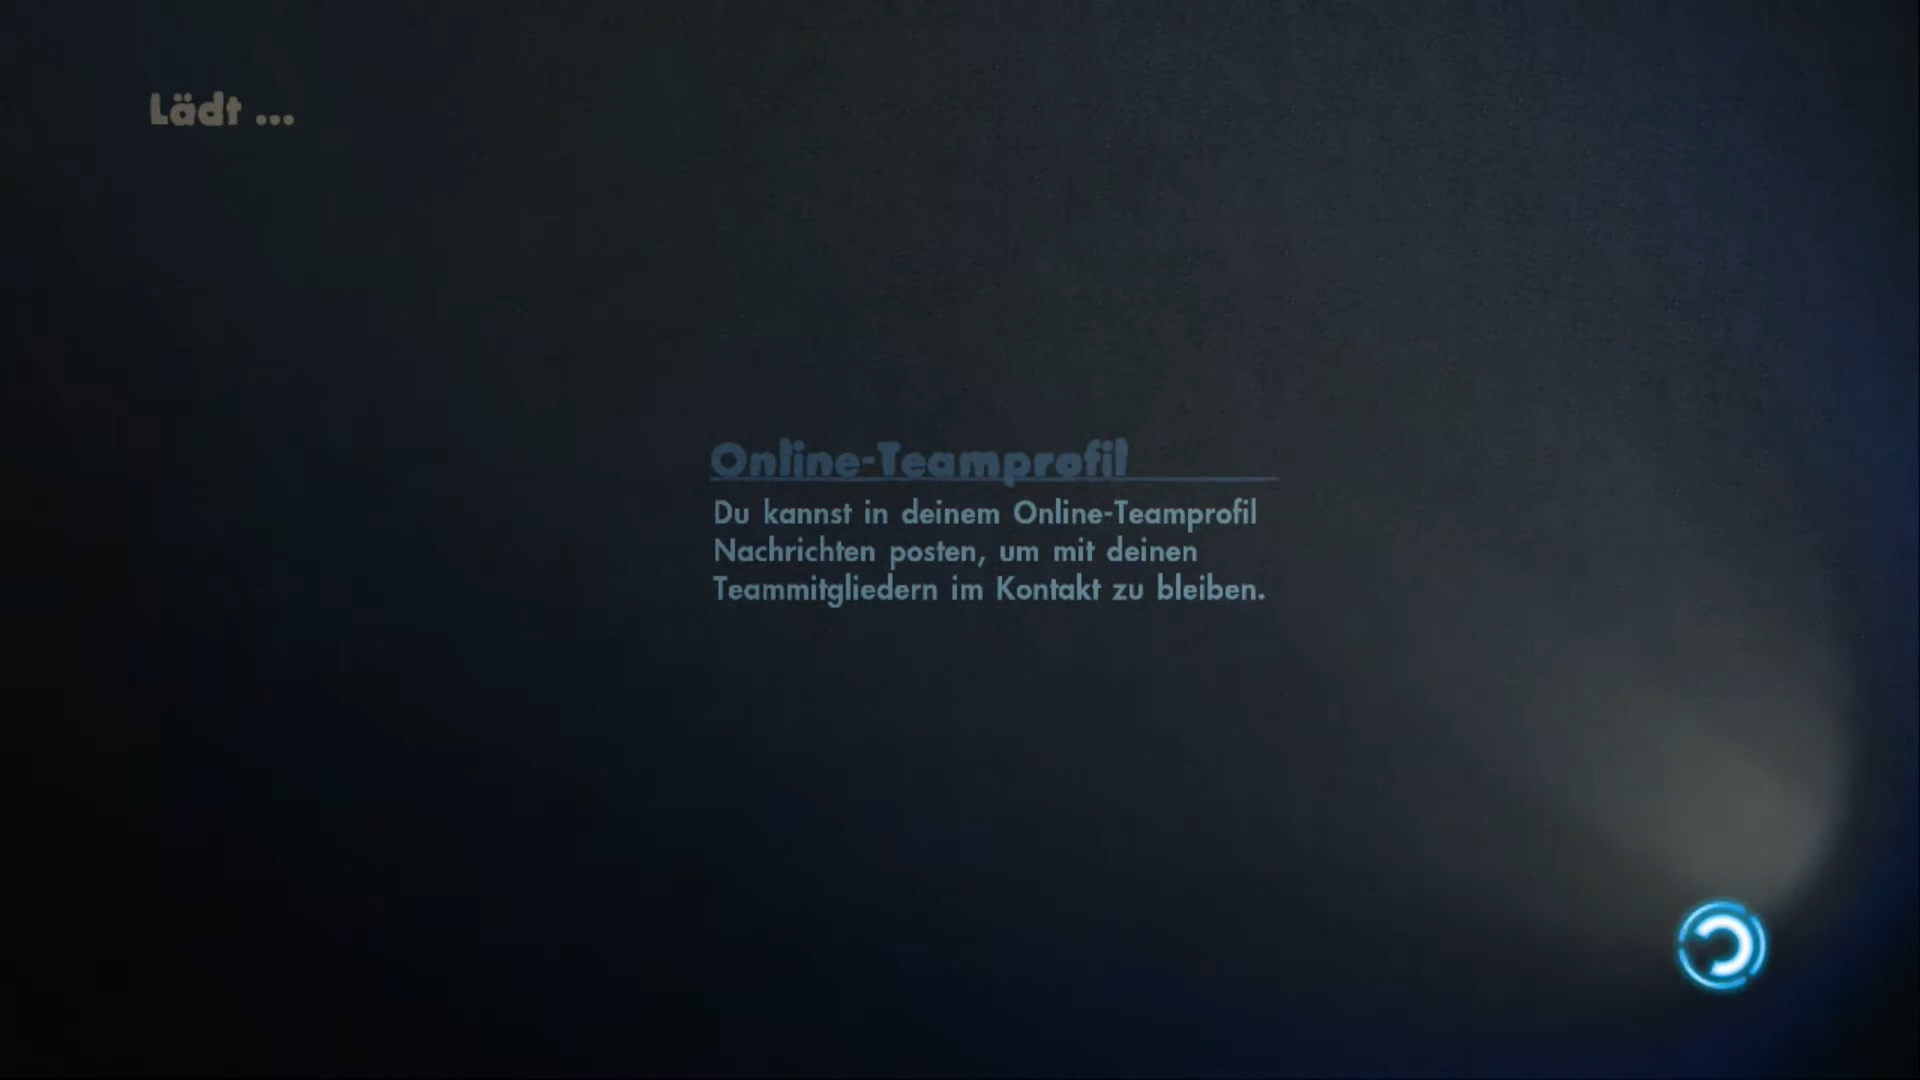 Lädt ...
Online-Teamprofil
Du kannst in deinem Online-Teamprofil
Nachrichten posten, um mit deinen
Teammitgliedern im Kontakt zu bleiben.